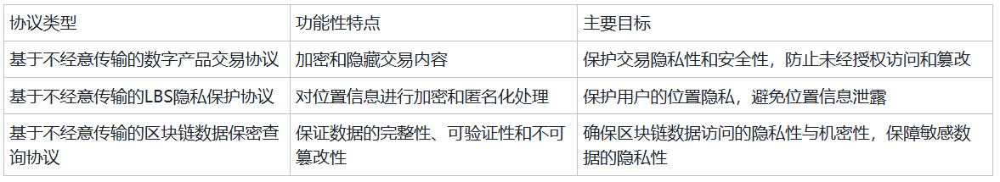 协议类型
功能性特点
主要目标
基于不经意传输的数字产品交易协议
加密和隐藏交易内容
保护交易隐私性和安全性，防止未经授权访问和篡改
基于不经意传输的LBS隐私保护协议
对位置信息进行加密和匿名化处理
保护用户的位置隐私，避免位置信息泄露
基于不经意传输的区块链数据保密查
询协议
保证数据的完整性、可验证性和不可
篡改性
确保区块链数据访问的隐私性与机密性，保障敏感数
据的隐私性